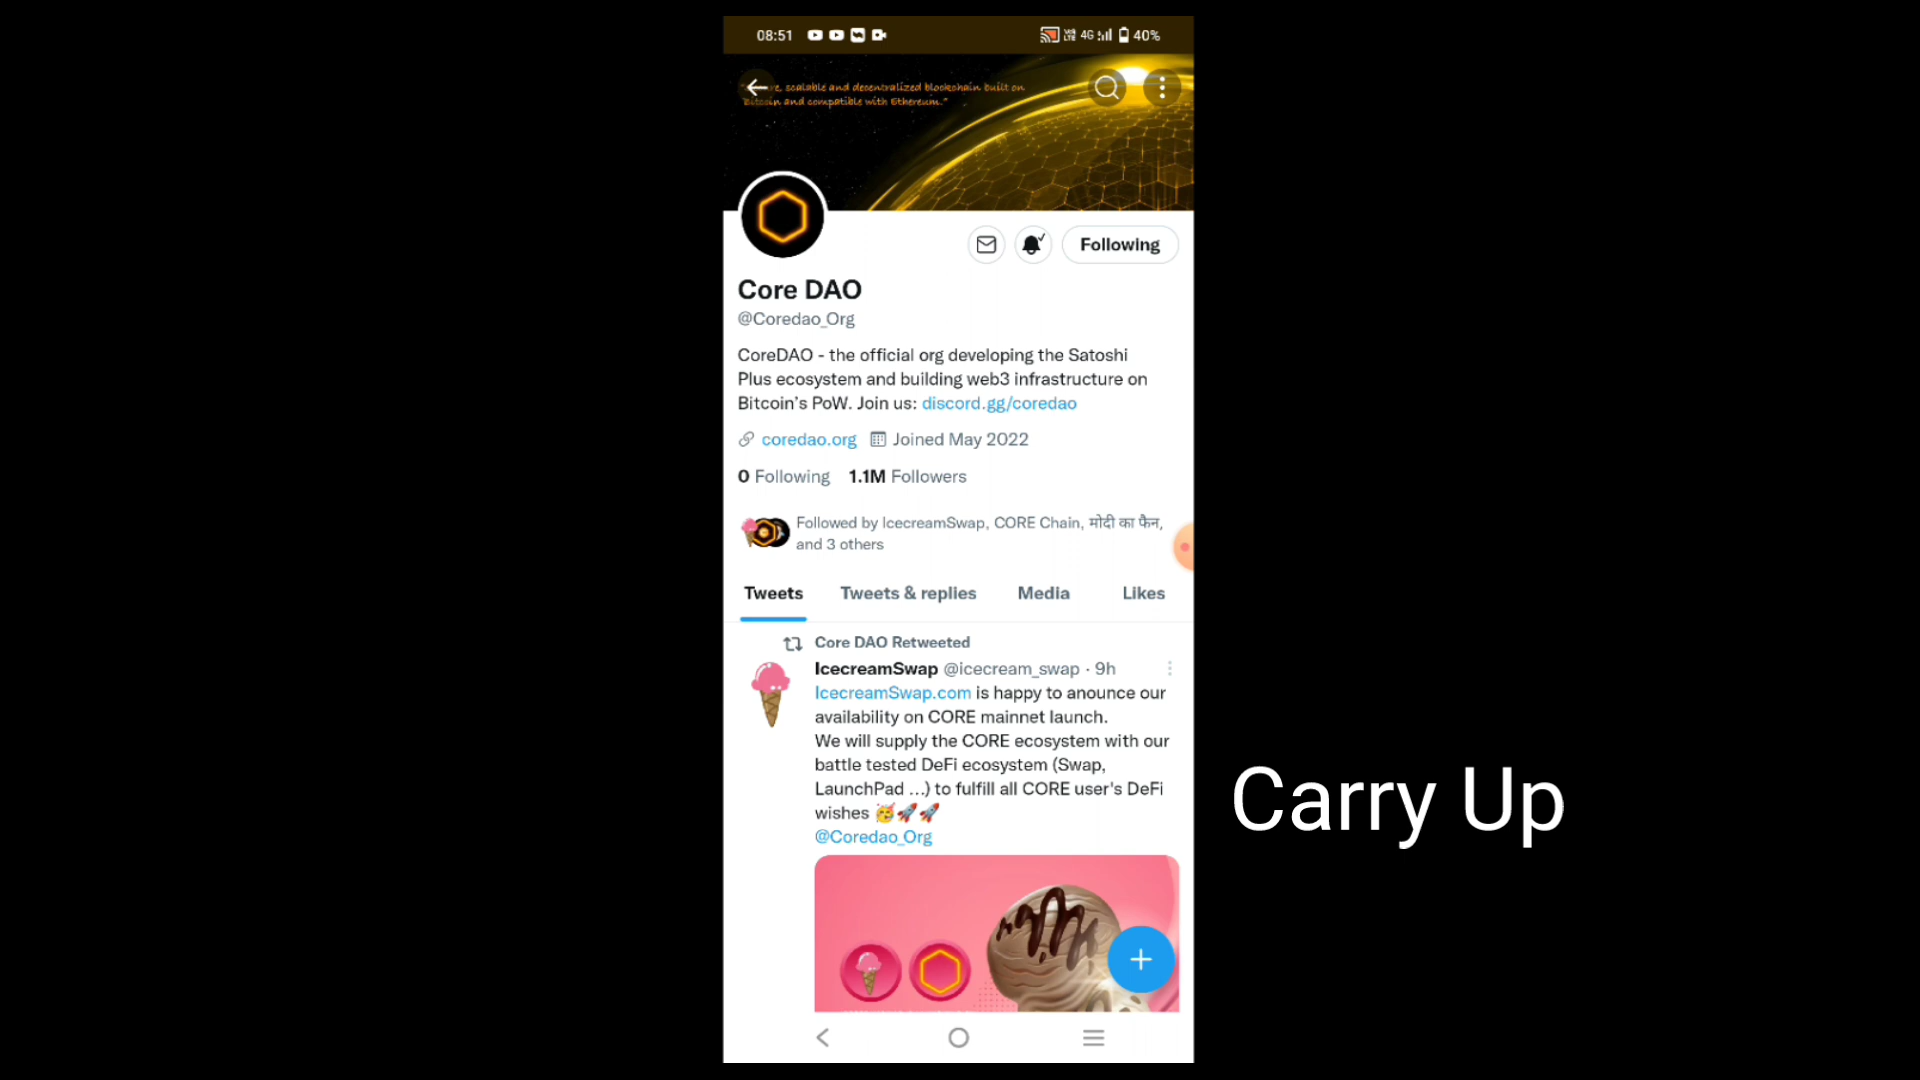 08:51
4G
40%
scalable and decentralized blockchain built on
Bitcoin and compatible with Ethereum."
Following
Core DAO
@Coredao_Org
CoreDAO - the official org developing the Satoshi
Plus ecosystem and building web3 infrastructure on
Bitcoin's PoW. Join us: discord.gg/coredao
coredao.org Joined May 2022
0 Following 1.1M Followers
Followed by IcecreamSwap, CORE Chain, मोदी का फैन,
and 3 others
Tweets Tweets & replies Media Likes
Core DAO Retweeted
IcecreamSwap @icecream_swap · 9h
IcecreamSwap.com is happy to anounce our
availability on CORE mainnet launch.
We will supply the CORE ecosystem with our
battle tested DeFi ecosystem (Swap,
LaunchPad ...) to fulfill all CORE user's DeFi
wishes 🥳🚀🚀
@Coredao_Org
Carry Up